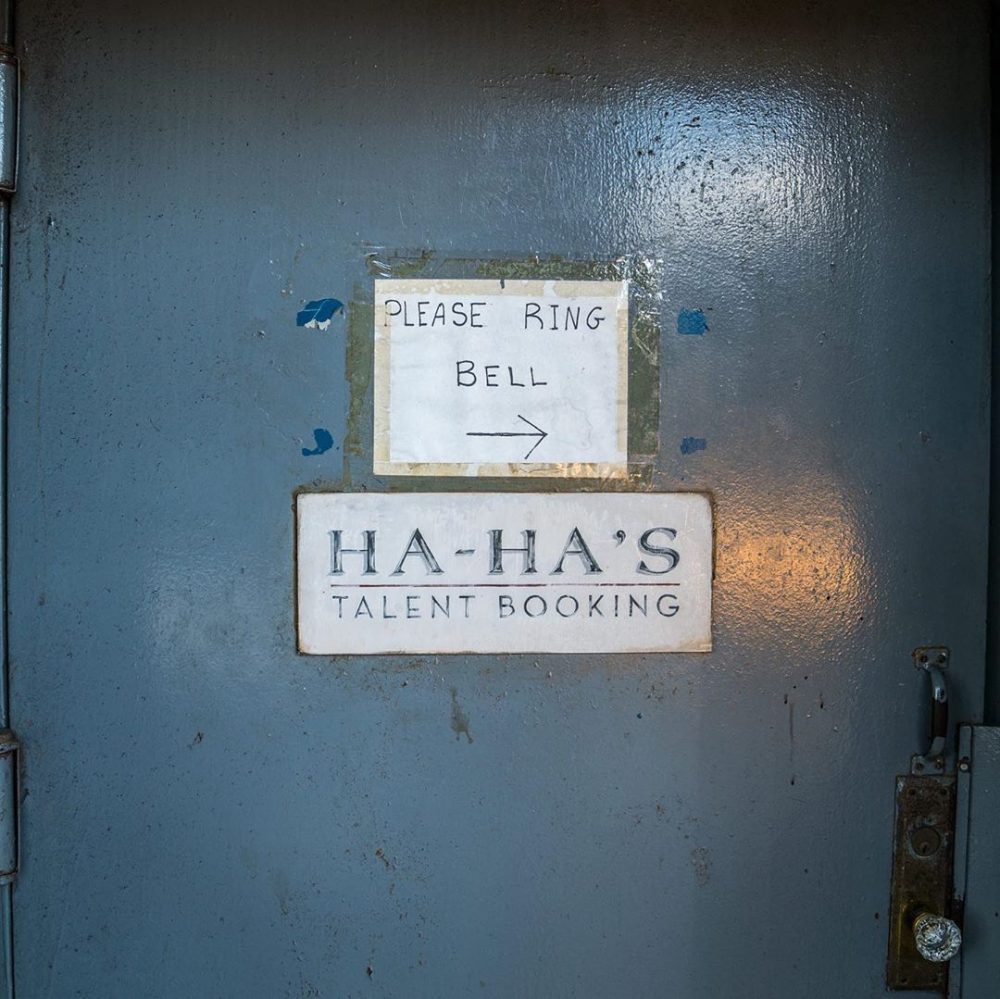 PLEASE RING
BELL
→
HA-HA'S
TALENT BOOKING